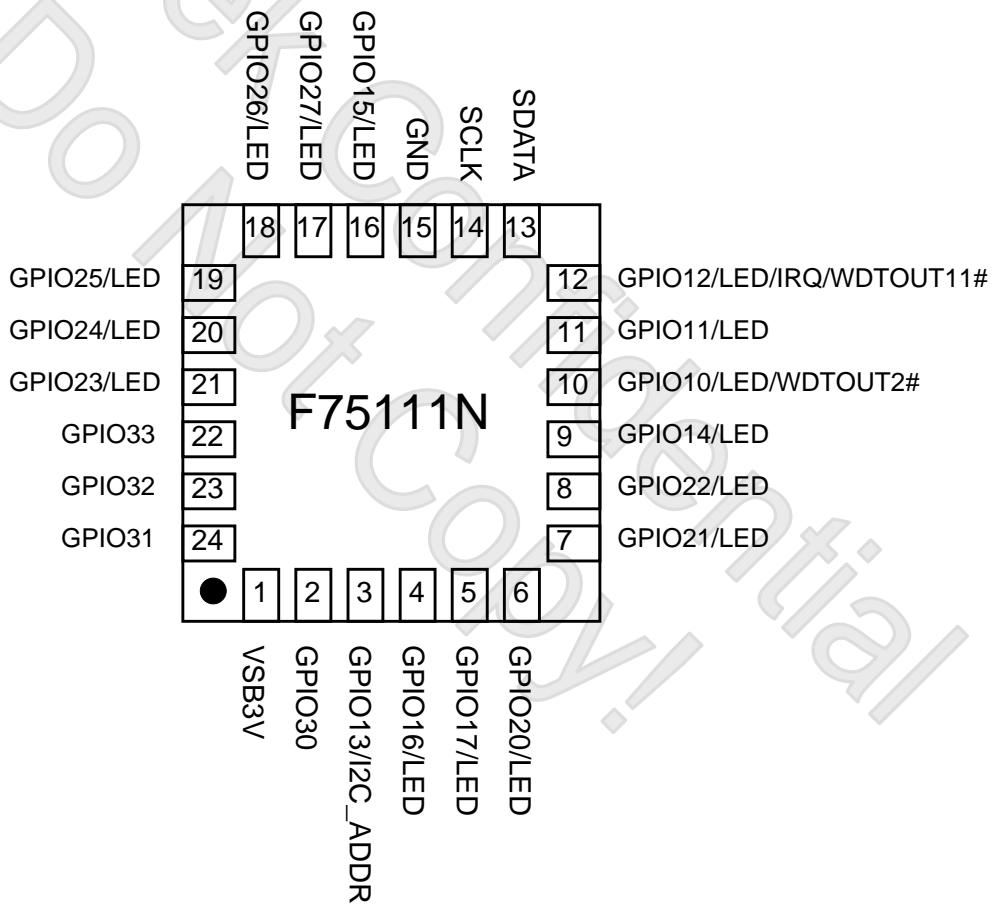 GPIO26/LED
GPIO27/LED
GPIO15/LED
GND
SCLK
SDATA
18 17 16 15 14 13
GPIO25/LED 19
12 GPIO12/LED/IRQ/WDTOUT11#
GPIO24/LED 20
11 GPIO11/LED
GPIO23/LED 21
10 GPIO10/LED/WDTOUT2#
F75111N
GPIO33 22
9 GPIO14/LED
GPIO32 23
8 GPIO22/LED
GPIO31 24
7 GPIO21/LED
1 2 3 4 5 6
VSB3V
GPIO30
GPIO13/I2C_ADDR
GPIO16/LED
GPIO17/LED
GPIO20/LED
ek Confidential
Do Not Copy!